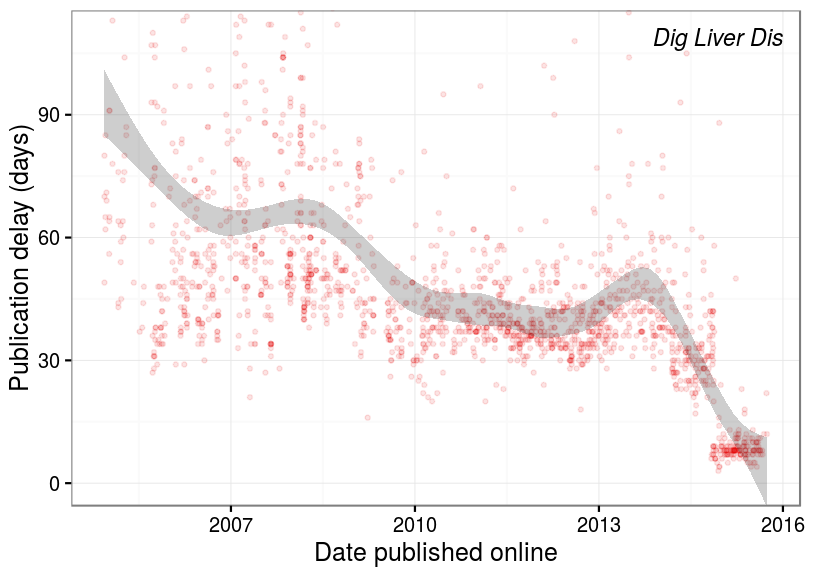 Dig Liver Dis
Publication delay (days)
90
60
30
0
2007 2010 2013 2016
Date published online